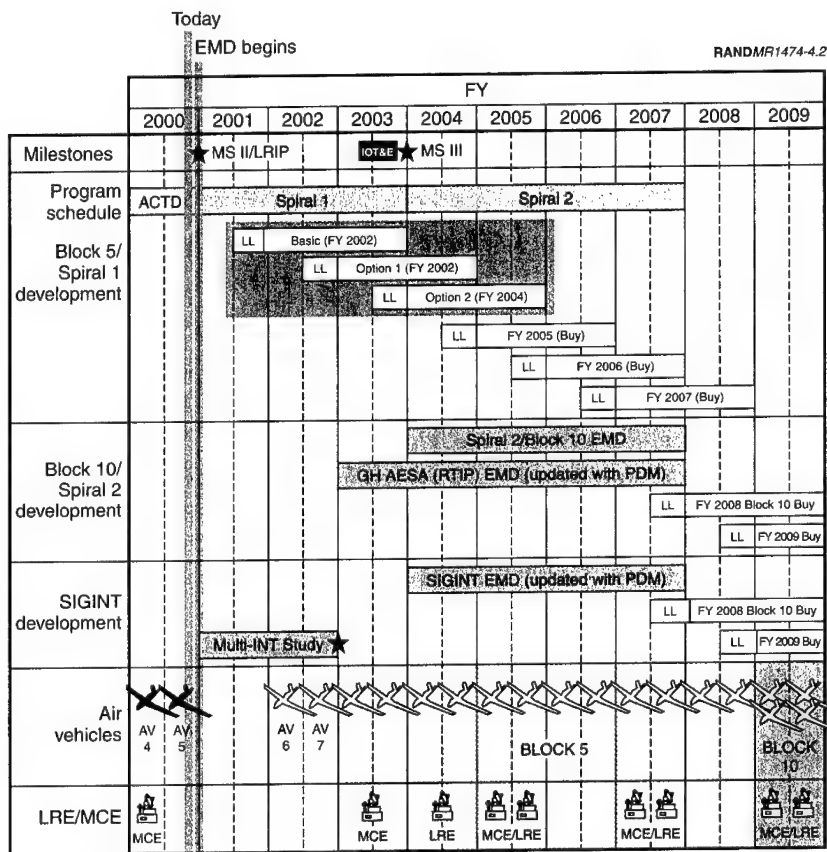 Today
EMD begins
RANDMR1474-4.2
FY
2000 2001 2002 2003 2004 2005 2006 2007 2008 2009
Milestones
MS II/LRIP
IOT&E
MS III
Program
schedule
ACTD
Spiral 1
Spiral 2
Block 5/
Spiral 1
development
LL Basic (FY 2002)
LL Option 1 (FY 2002)
LL Option 2 (FY 2004)
LL FY 2005 (Buy)
LL FY 2006 (Buy)
LL FY 2007 (Buy)
Block 10/
Spiral 2
development
Spiral 2/Block 10 EMD
GH AESA (RTIP) EMD (updated with PDM)
LL FY 2008 Block 10 Buy
LL FY 2009 Buy
SIGINT
development
SIGINT EMD (updated with PDM)
LL FY 2008 Block 10 Buy
LL FY 2009 Buy
Multi-INT Study
Air
vehicles
AV
4
AV
5
AV
6
AV
7
BLOCK 5
BLOCK
10
LRE/MCE
MCE
MCE
LRE
MCE/LRE
MCE/LRE
MCE/LRE